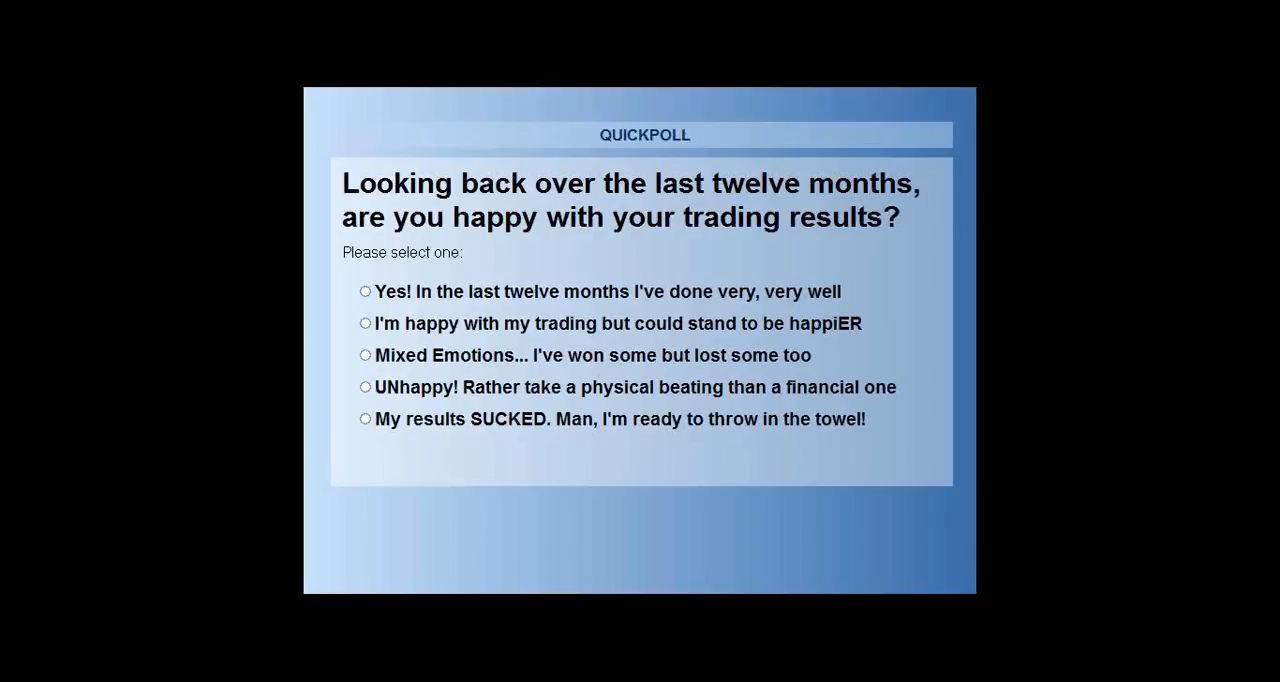 QUICKPOLL
Looking back over the last twelve months,
are you happy with your trading results?
Please select one:
Yes! In the last twelve months I've done very, very well
I'm happy with my trading but could stand to be happiER
Mixed Emotions... I've won some but lost some too
UNhappy! Rather take a physical beating than a financial one
My results SUCKED. Man, I'm ready to throw in the towel!